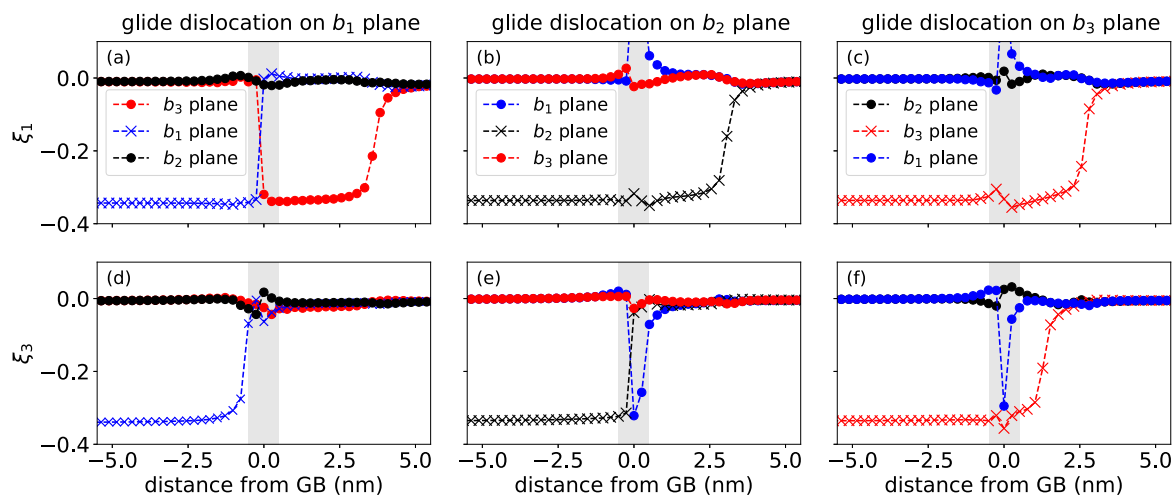 glide dislocation on b₁ plane
glide dislocation on b₂ plane
glide dislocation on b₃ plane
(a)
(b)
(c)
0.0
−0.2
−0.4
ξ₁
b₃ plane
b₁ plane
b₂ plane
b₁ plane
b₂ plane
b₃ plane
b₂ plane
b₃ plane
b₁ plane
(d)
(e)
(f)
0.0
−0.2
−0.4
ξ₃
−5.0 −2.5 0.0 2.5 5.0
−5.0 −2.5 0.0 2.5 5.0
−5.0 −2.5 0.0 2.5 5.0
distance from GB (nm)
distance from GB (nm)
distance from GB (nm)